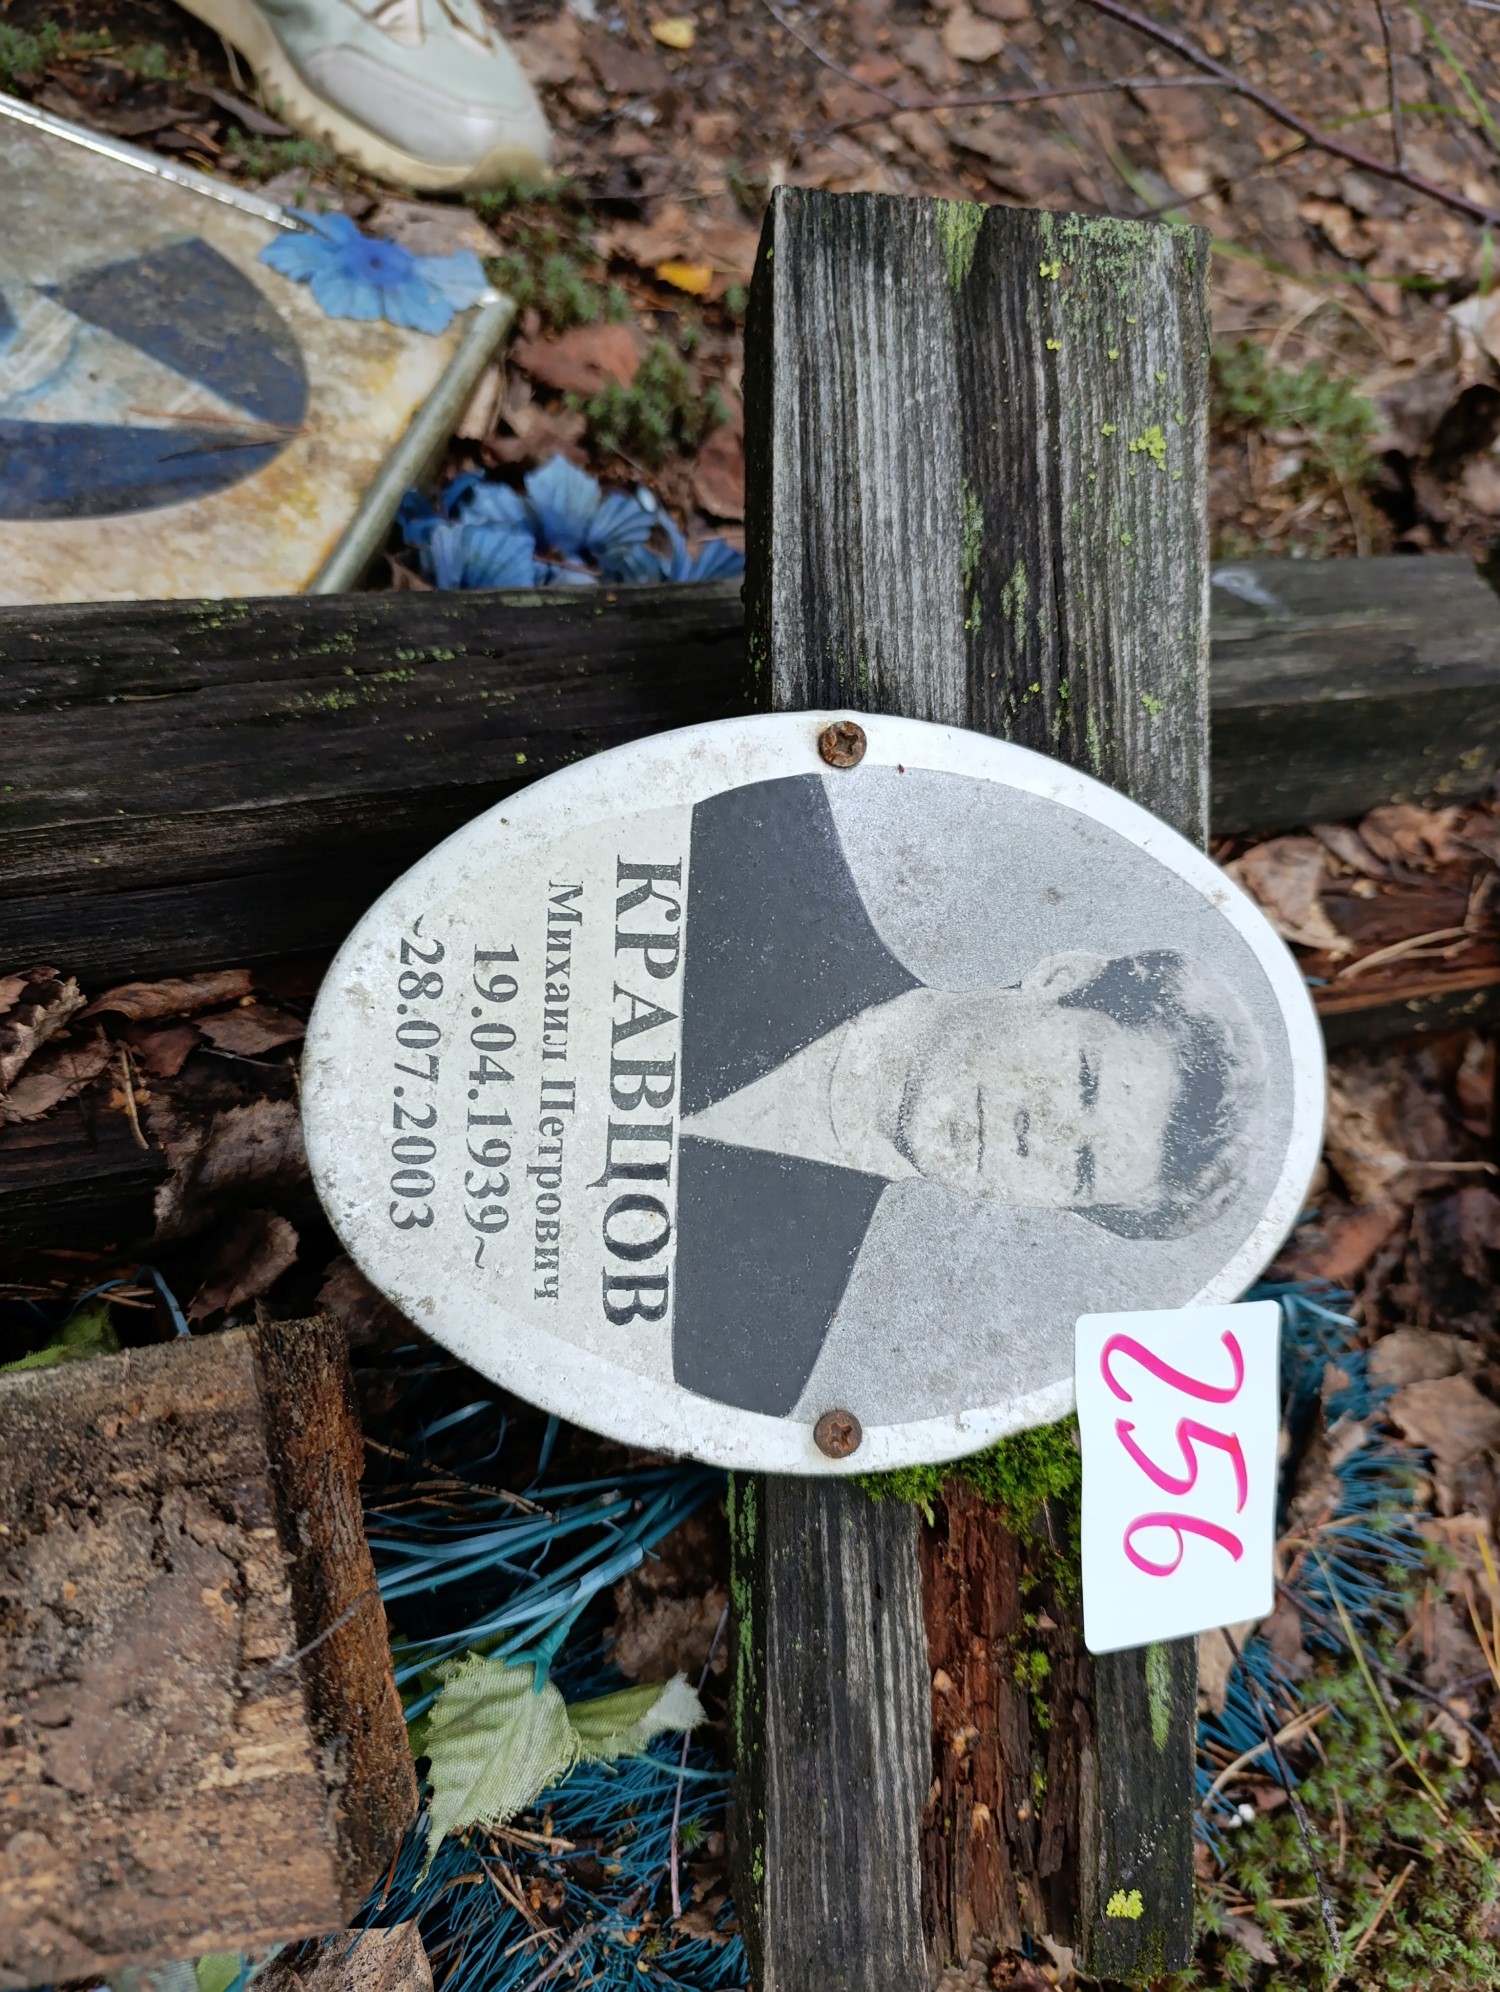 КРАВЦОВ
Михаил Петрович
19.04.1939~
~28.07.2003
256